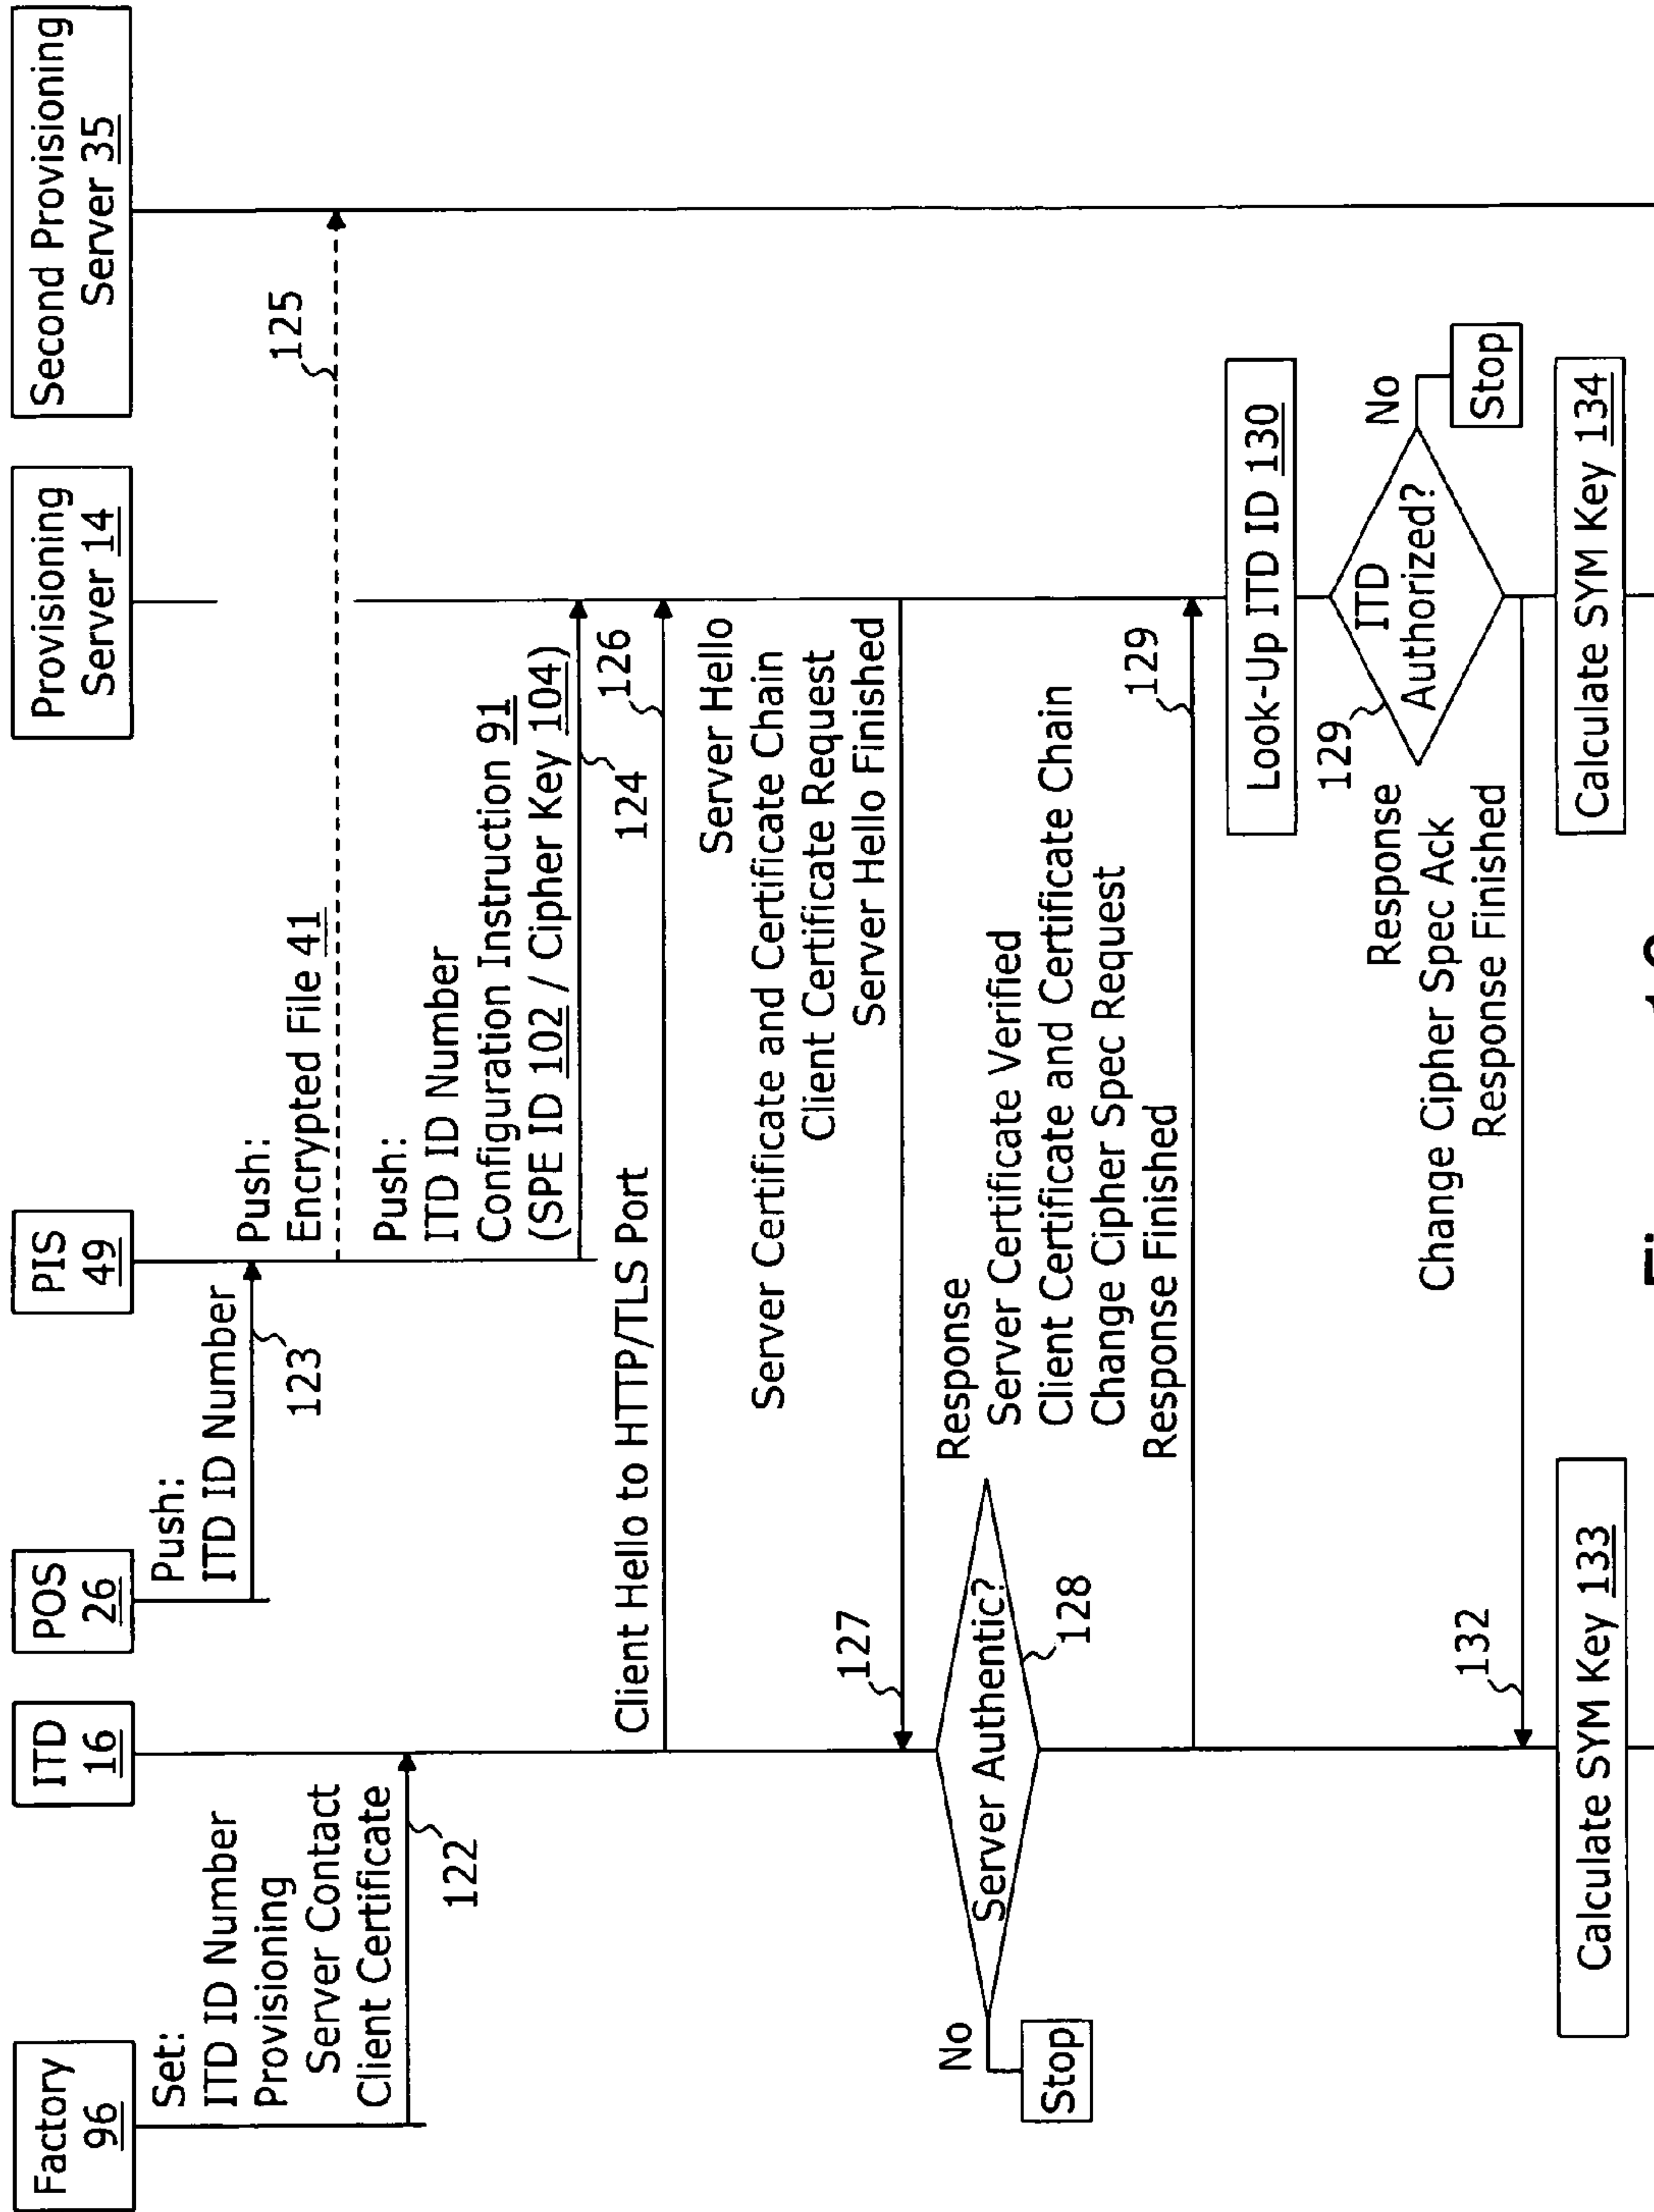 Factory
96
ITD
16
POS
26
PIS
49
Provisioning
Server 14
Second Provisioning
Server 35
Set:
ITD ID Number
Provisioning
Server Contact
Client Certificate
122
Push:
ITD ID Number
123
Push:
Encrypted File 41
125
Push:
ITD ID Number
Configuration Instruction 91
(SPE ID 102 / Cipher Key 104)
124
Client Hello to HTTP/TLS Port
126
Server Hello
Server Certificate and Certificate Chain
Client Certificate Request
Server Hello Finished
127
Server Authentic?
128
No
Stop
Response
Server Certificate Verified
Client Certificate and Certificate Chain
Change Cipher Spec Request
Response Finished
129
Look-Up ITD ID 130
ITD
Authorized?
129
No
Stop
Response
Change Cipher Spec Ack
Response Finished
132
Calculate SYM Key 133
Calculate SYM Key 134